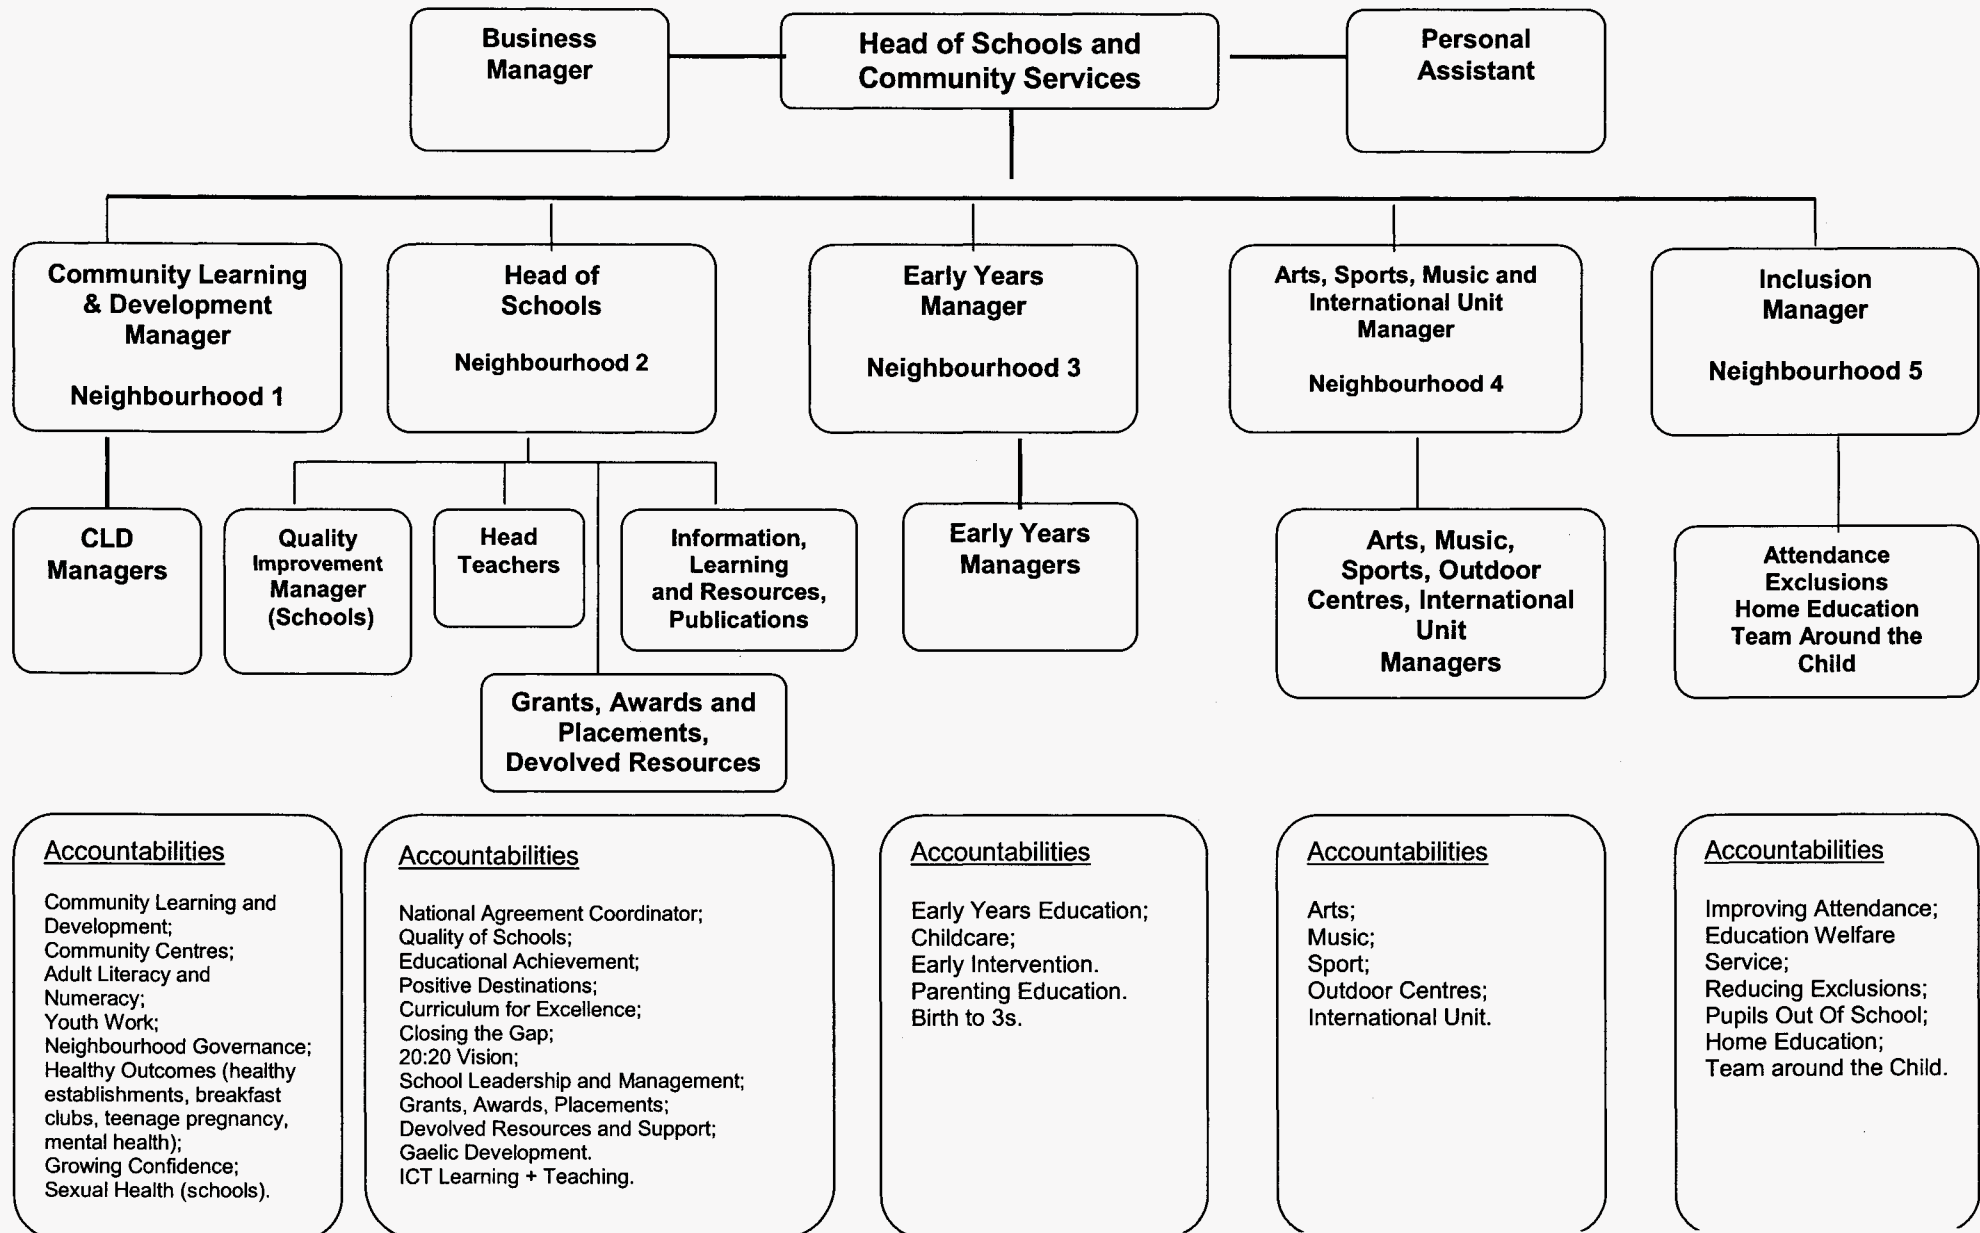 Business
Manager
Head of Schools and
Community Services
Personal
Assistant
Community Learning
& Development
Manager
Neighbourhood 1
Head of
Schools
Neighbourhood 2
Early Years
Manager
Neighbourhood 3
Arts, Sports, Music and
International Unit
Manager
Neighbourhood 4
Inclusion
Manager
Neighbourhood 5
CLD
Managers
Quality
Improvement
Manager
(Schools)
Head
Teachers
Information,
Learning
and Resources,
Publications
Early Years
Managers
Arts, Music,
Sports, Outdoor
Centres, International
Unit
Managers
Attendance
Exclusions
Home Education
Team Around the
Child
Grants, Awards and
Placements,
Devolved Resources
Accountabilities
Community Learning and
Development;
Community Centres;
Adult Literacy and
Numeracy;
Youth Work;
Neighbourhood Governance;
Healthy Outcomes (healthy
establishments, breakfast
clubs, teenage pregnancy,
mental health);
Growing Confidence;
Sexual Health (schools).
Accountabilities
National Agreement Coordinator;
Quality of Schools;
Educational Achievement;
Positive Destinations;
Curriculum for Excellence;
Closing the Gap;
20:20 Vision;
School Leadership and Management;
Grants, Awards, Placements;
Devolved Resources and Support;
Gaelic Development.
ICT Learning + Teaching.
Accountabilities
Early Years Education;
Childcare;
Early Intervention.
Parenting Education.
Birth to 3s.
Accountabilities
Arts;
Music;
Sport;
Outdoor Centres;
International Unit.
Accountabilities
Improving Attendance;
Education Welfare
Service;
Reducing Exclusions;
Pupils Out Of School;
Home Education;
Team around the Child.